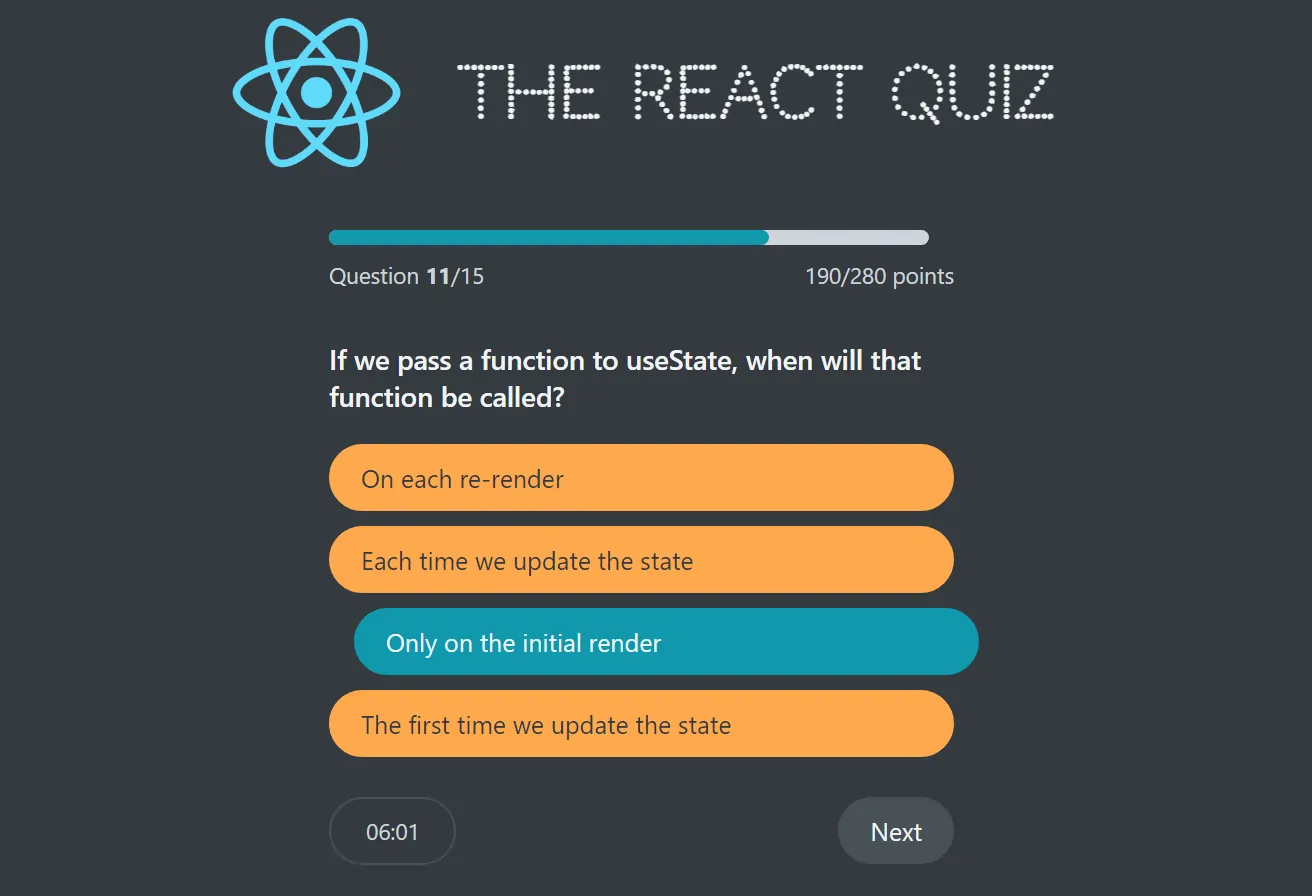 THE REACT QUIZ
Question 11/15
190/280 points
If we pass a function to useState, when will that
function be called?
On each re-render
Each time we update the state
Only on the initial render
The first time we update the state
06:01
Next